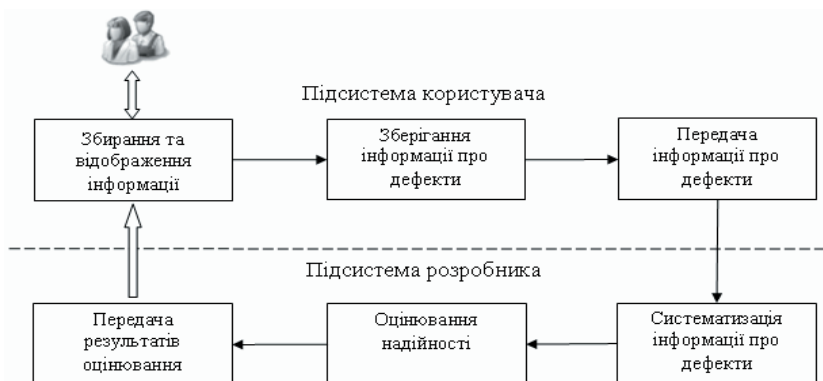 Підсистема користувача
Збирання та
відображення
інформації
Зберігання
інформації про
дефекти
Передача
інформації про
дефекти
Підсистема розробника
Передача
результатів
оцінювання
Оцінювання
надійності
Систематизація
інформації про
дефекти